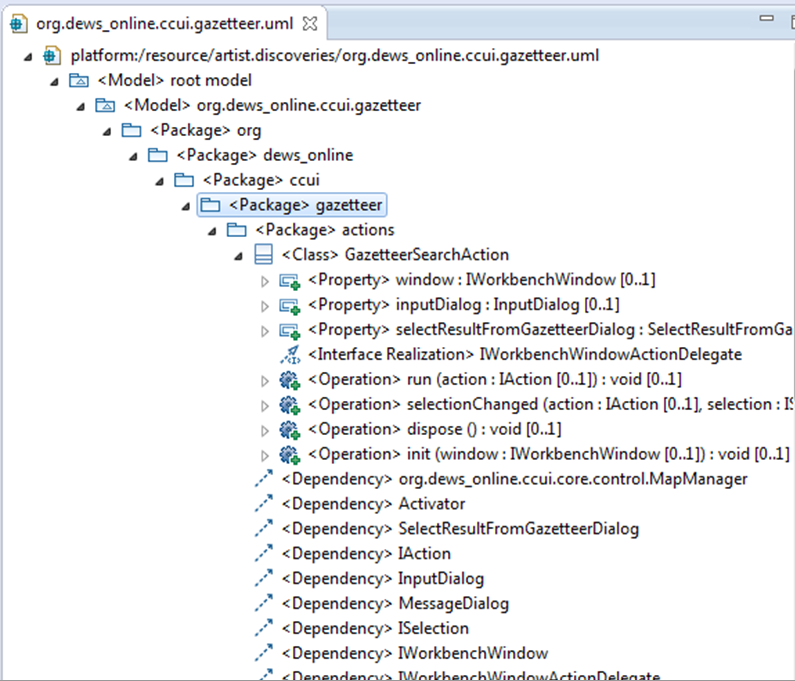 org.dews_online.ccui.gazetteer.uml
platform:/resource/artist.discoveries/org.dews_online.ccui.gazetteer.uml
<Model> root model
<Model> org.dews_online.ccui.gazetteer
<Package> org
<Package> dews_online
<Package> ccui
<Package> gazetteer
<Package> actions
<Class> GazetteerSearchAction
<Property> window : IWorkbenchWindow [0..1]
<Property> inputDialog : InputDialog [0..1]
<Property> selectResultFromGazetteerDialog : SelectResultFromGa
<Interface Realization> IWorkbenchWindowActionDelegate
<Operation> run (action : IAction [0..1]) : void [0..1]
<Operation> selectionChanged (action : IAction [0..1], selection : IS
<Operation> dispose () : void [0..1]
<Operation> init (window : IWorkbenchWindow [0..1]) : void [0..1]
<Dependency> org.dews_online.ccui.core.control.MapManager
<Dependency> Activator
<Dependency> SelectResultFromGazetteerDialog
<Dependency> IAction
<Dependency> InputDialog
<Dependency> MessageDialog
<Dependency> ISelection
<Dependency> IWorkbenchWindow
<Dependency> IWorkbenchWindowActionDelegate